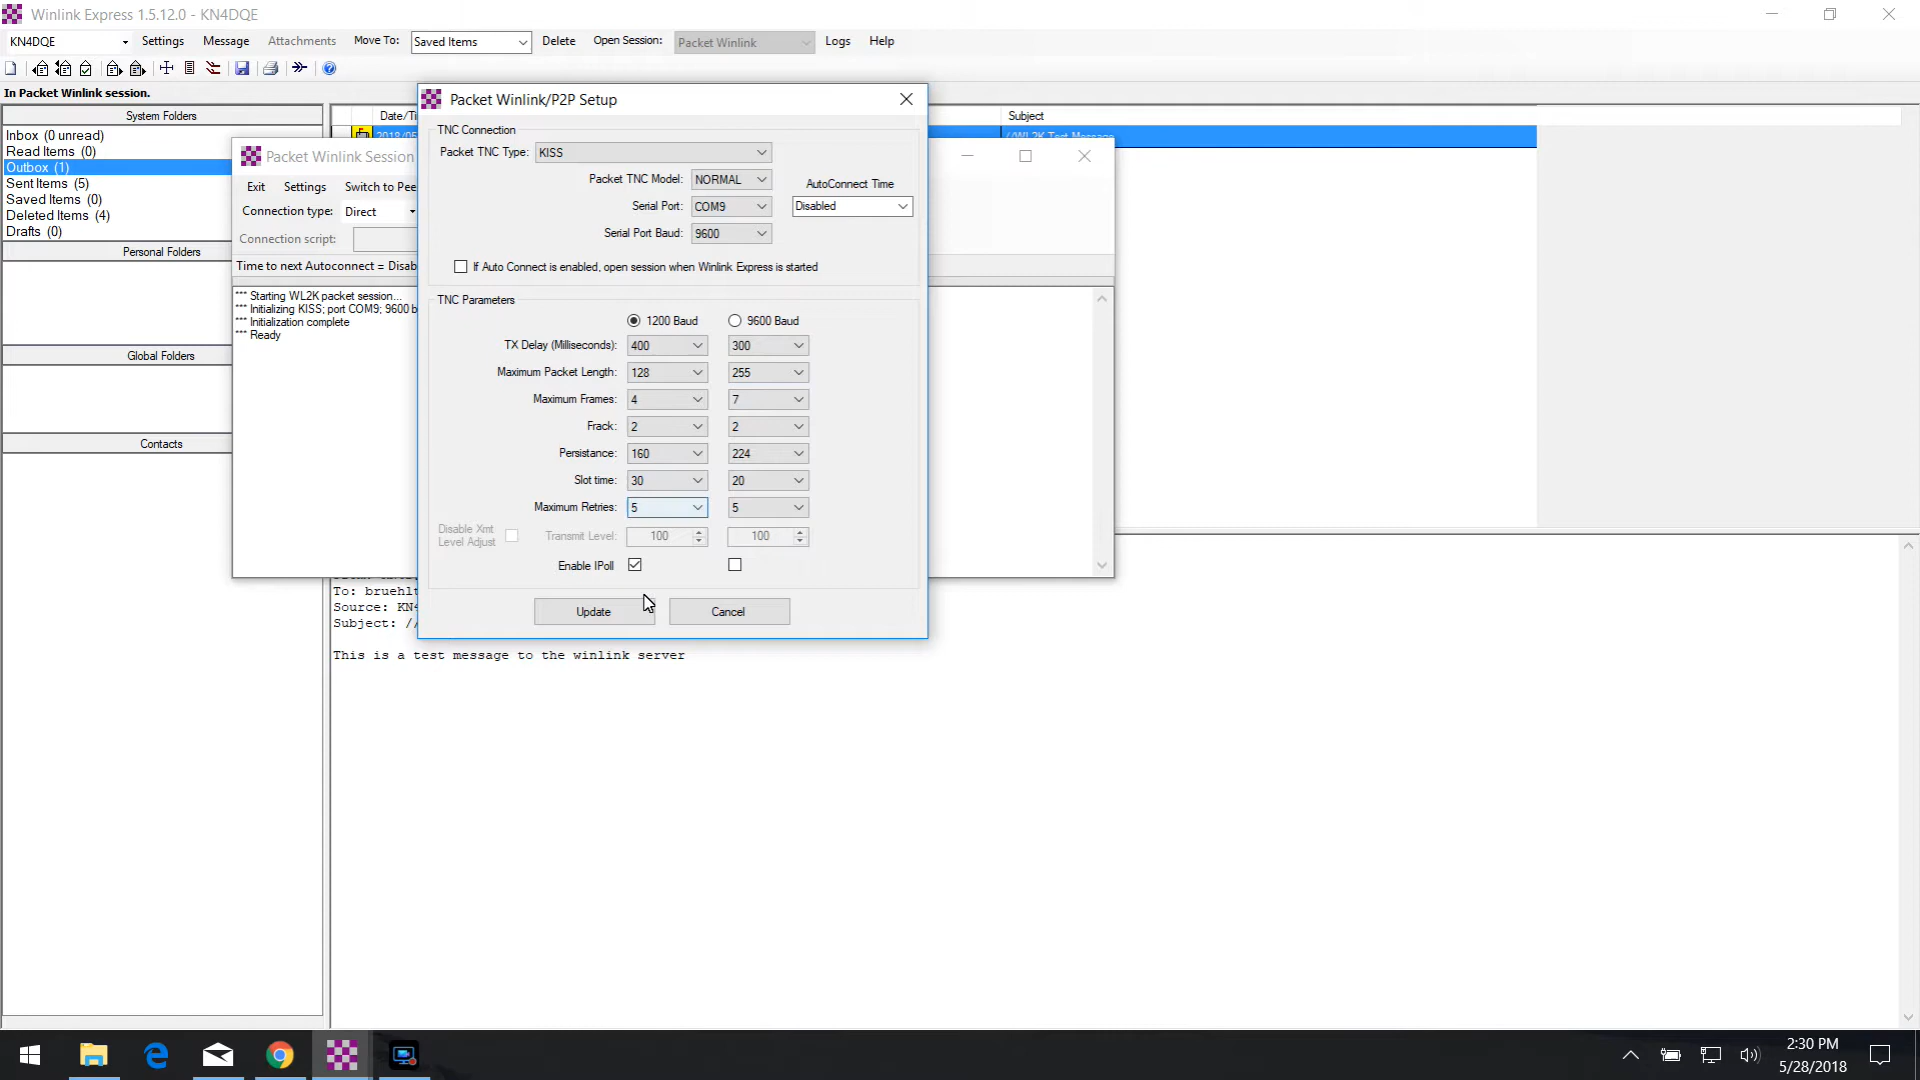 Winlink Express 1.5.12.0 - KN4DQE
KN4DQE Settings Message Attachments Move To: Saved Items Delete Open Session: Packet Winlink Logs Help
In Packet Winlink session.
System Folders
Inbox (0 unread)
Read Items (0)
Outbox (1)
Sent Items (5)
Saved Items (0)
Deleted Items (4)
Drafts (0)
Personal Folders
Global Folders
Contacts
Subject
//WL2K Test Message
Packet Winlink Session
Exit Settings Switch to
Connection type: Direct
Connection script:
Time to next Autoconnect =
*** Starting WL2K packet session...
*** Initializing KISS; port COM9; 9600
*** Initialization complete
*** Ready
Packet Winlink/P2P Setup
TNC Connection
Packet TNC Type: KISS
Packet TNC Model: NORMAL
AutoConnect Time
Serial Port: COM9
Disabled
Serial Port Baud: 9600
If Auto Connect is enabled, open session when Winlink Express is started
TNC Parameters
1200 Baud 9600 Baud
TX Delay (Milliseconds): 400 300
Maximum Packet Length: 128 255
Maximum Frames: 4 7
Frack: 2 2
Persistance: 160 224
Slot time: 30 20
Maximum Retries: 5 5
Disable Xmt
Level Adjust
Transmit Level: 100 100
Enable IPoll
Update Cancel
To:
Source:
Subject: //
This is a test message to the winlink server
2:30 PM
5/28/2018